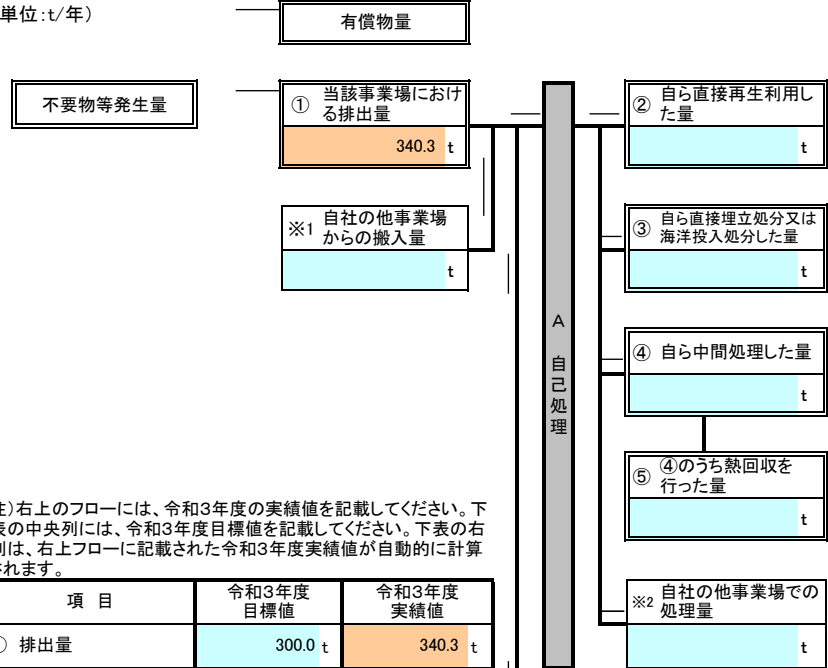 単位:t/年)
有償物量
不要物等発生量
① 当該事業場におけ
る排出量
340.3 t
② 自ら直接再生利用し
た量
t
※1 自社の他事業場
からの搬入量
t
③ 自ら直接埋立処分又は
海洋投入処分した量
t
A 自己処理
④ 自ら中間処理した量
t
⑤ ④のうち熱回収を
行った量
t
)右上のフローには、令和3年度の実績値を記載してください。下
表の中央列には、令和3年度目標値を記載してください。下表の右
列は、右上フローに記載された令和3年度実績値が自動的に計算
されます。
項 目 令和3年度
目標値 令和3年度
実績値
排出量 300.0 t 340.3 t
※2 自社の他事業場での
処理量
t